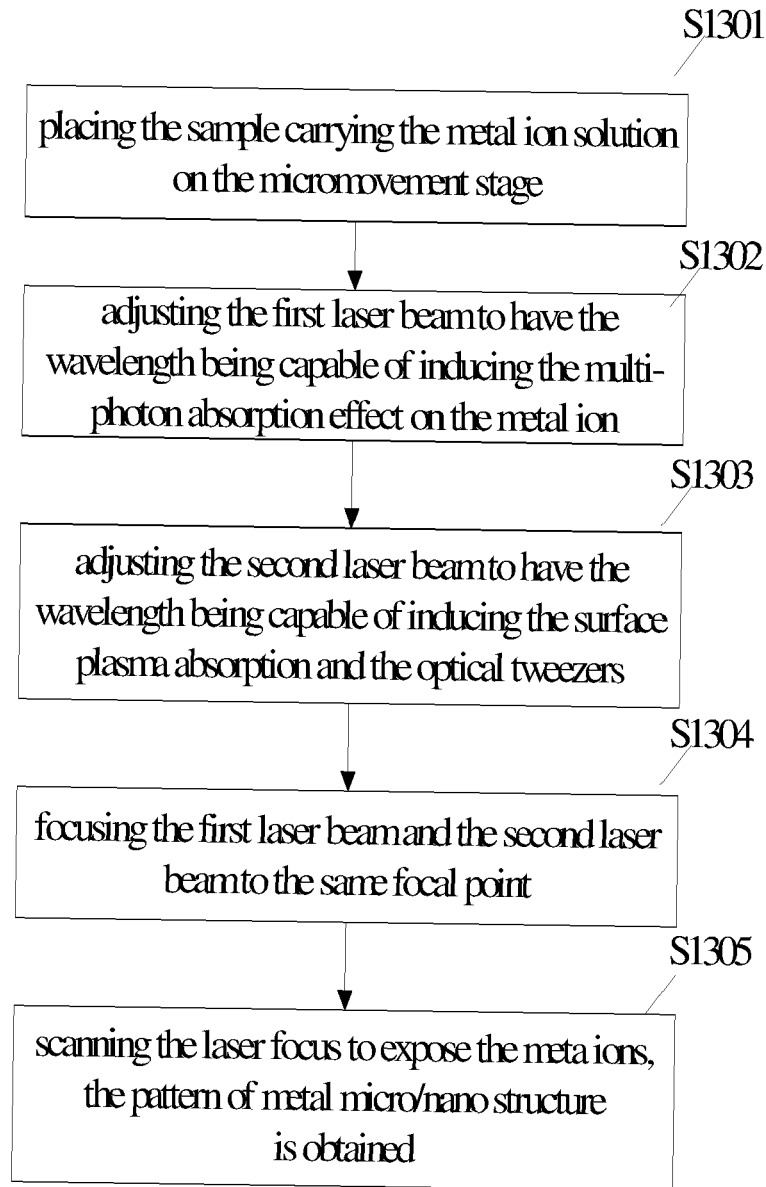 S1301
placing the sample carrying the metal ion solution
on the micromovement stage
S1302
adjusting the first laser beam to have the
wavelength being capable of inducing the multi-
photon absorption effect on the metal ion
S1303
adjusting the second laser beam to have the
wavelength being capable of inducing the surface
plasma absorption and the optical tweezers
S1304
focusing the first laser beam and the second laser
beam to the same focal point
S1305
scanning the laser focus to expose the meta ions,
the pattern of metal micro/nano structure
is obtained